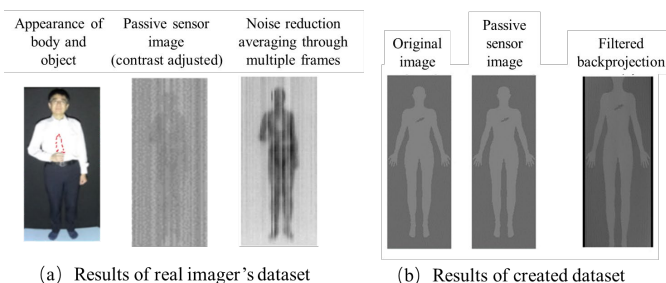 Appearance of
body and
object
Passive sensor
image
(contrast adjusted)
Noise reduction
averaging through
multiple frames
Original
image
Passive
sensor
image
Filtered
backprojection
(a) Results of real imager's dataset
(b) Results of created dataset